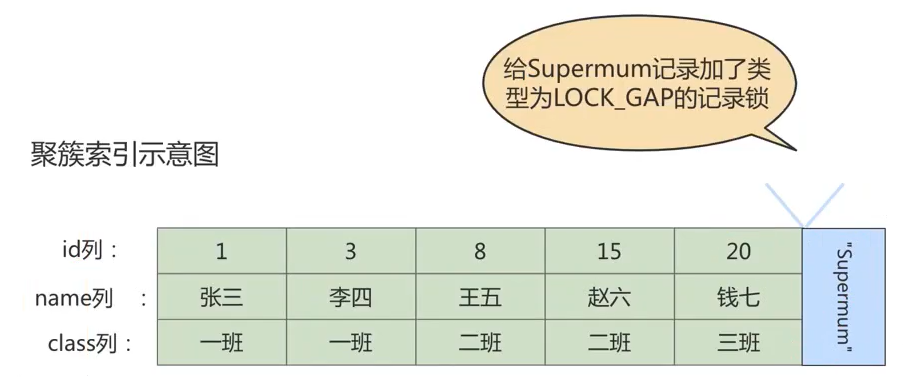 给Supermum记录加了类
型为LOCK_GAP的记录锁
聚簇索引示意图
id列： 1 3 8 15 20
name列 ： 张三 李四 王五 赵六 钱七
class列： 一班 一班 二班 二班 三班
"Supermum"